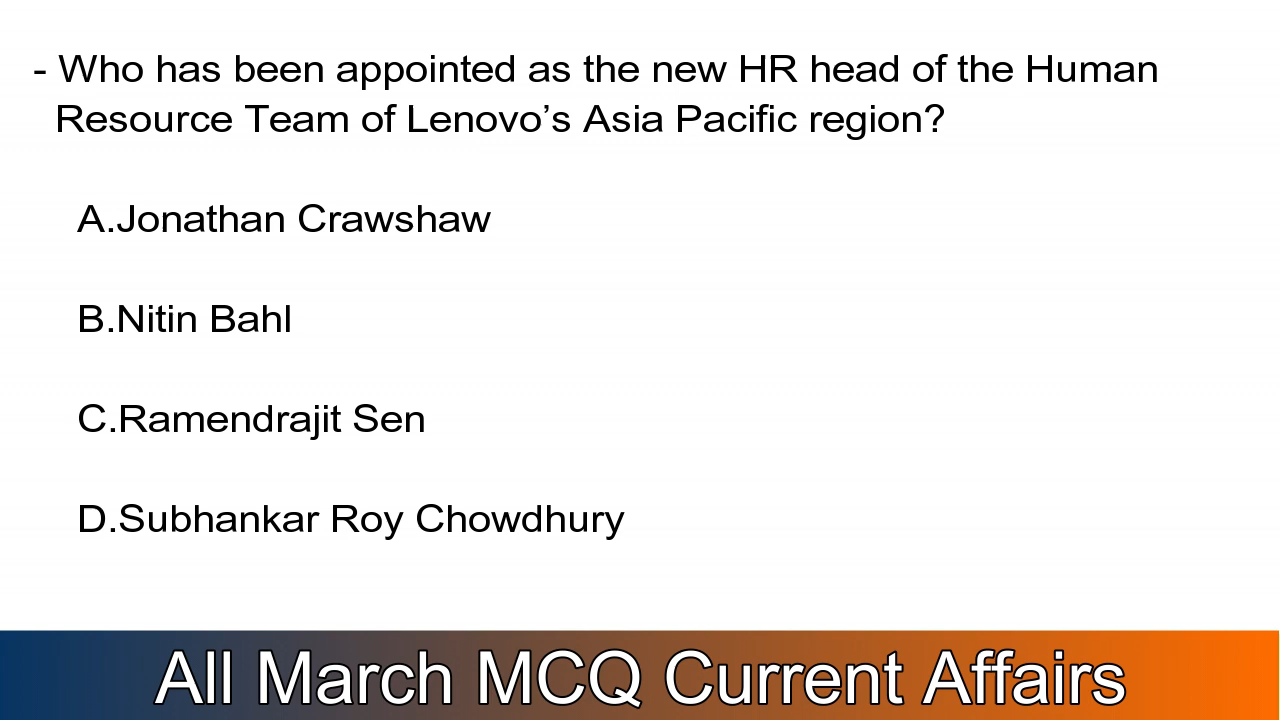 - Who has been appointed as the new HR head of the Human
Resource Team of Lenovo’s Asia Pacific region?
A.Jonathan Crawshaw
B.Nitin Bahl
C.Ramendrajit Sen
D.Subhankar Roy Chowdhury
All March MCQ Current Affairs